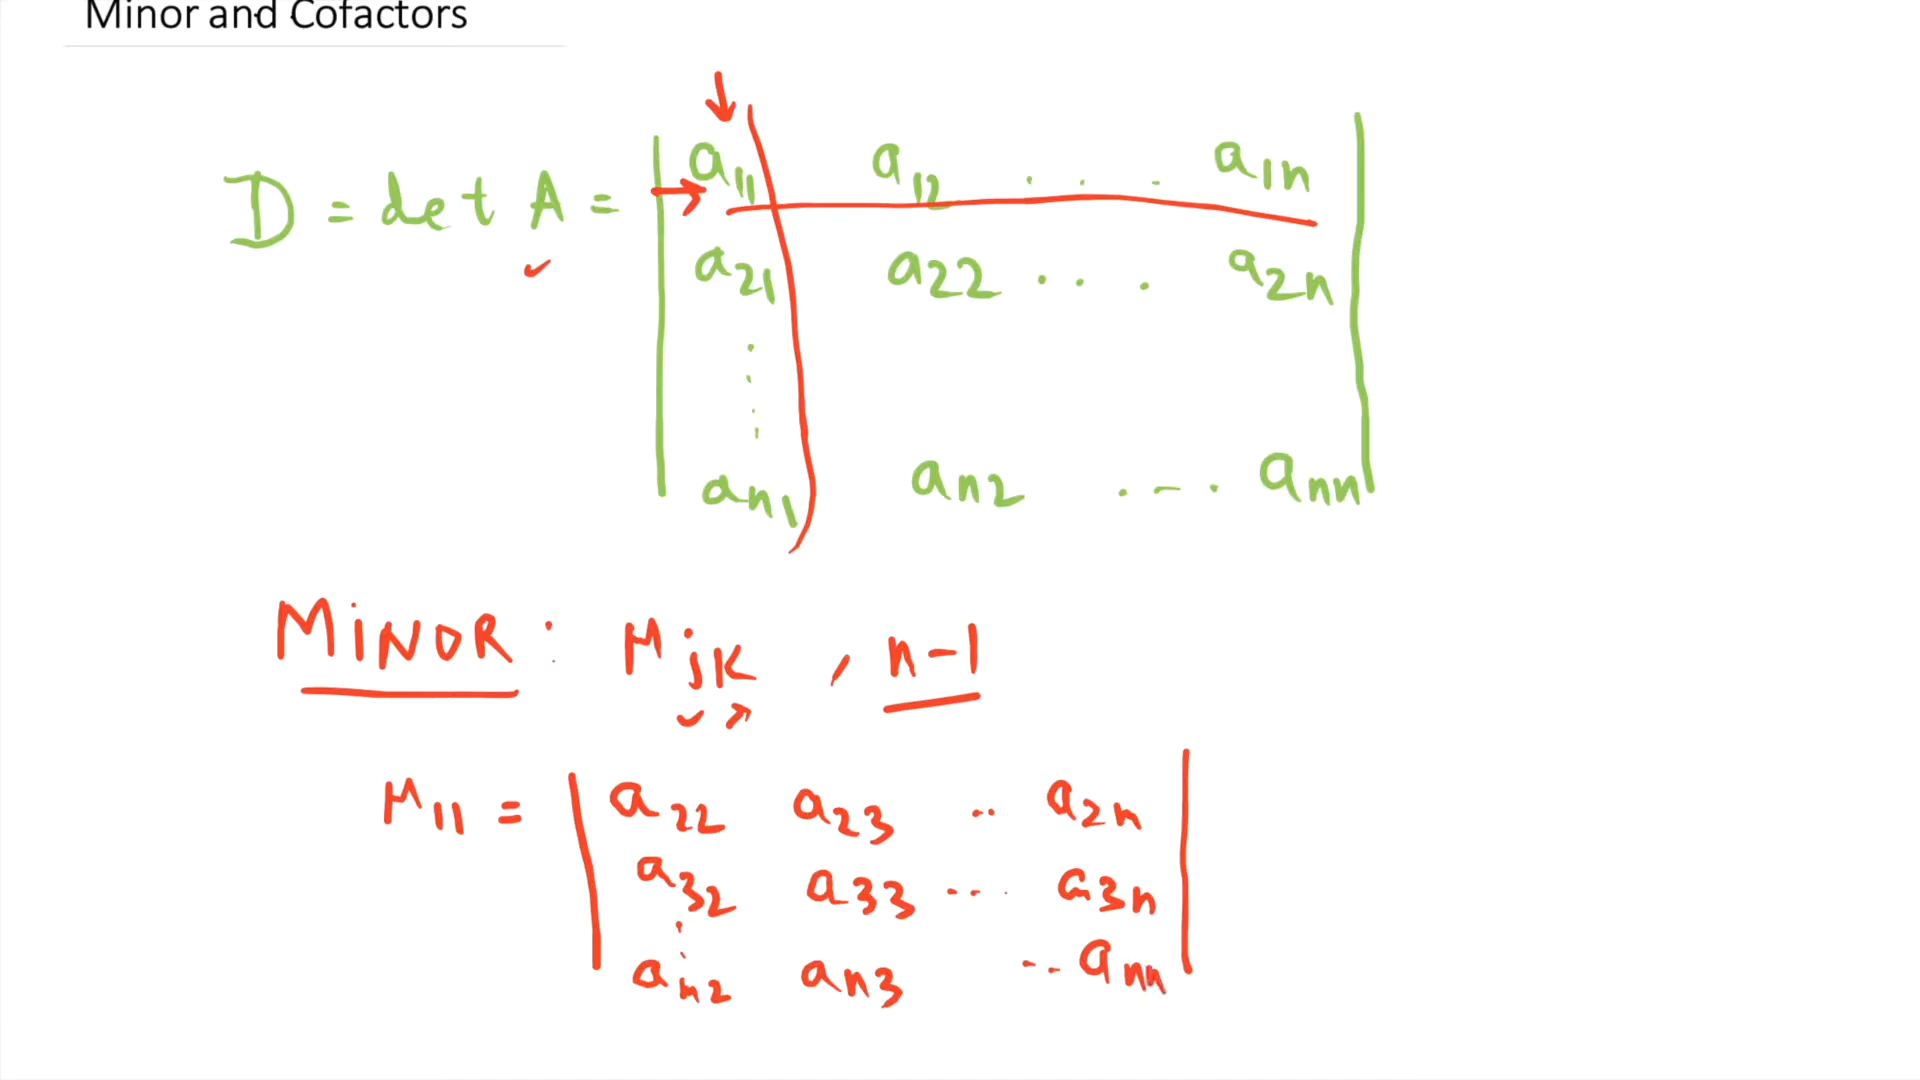 Minor and Cofactors
D = det A = | a11 a12 . . . a1n |
a21 a22 . . . a2n
an1 an2 . -- . ann
MINOR : Mjk , n-1
M11 = | a22 a23 .. a2n |
a32 a33 ... a3n
an2 an3 .. ann